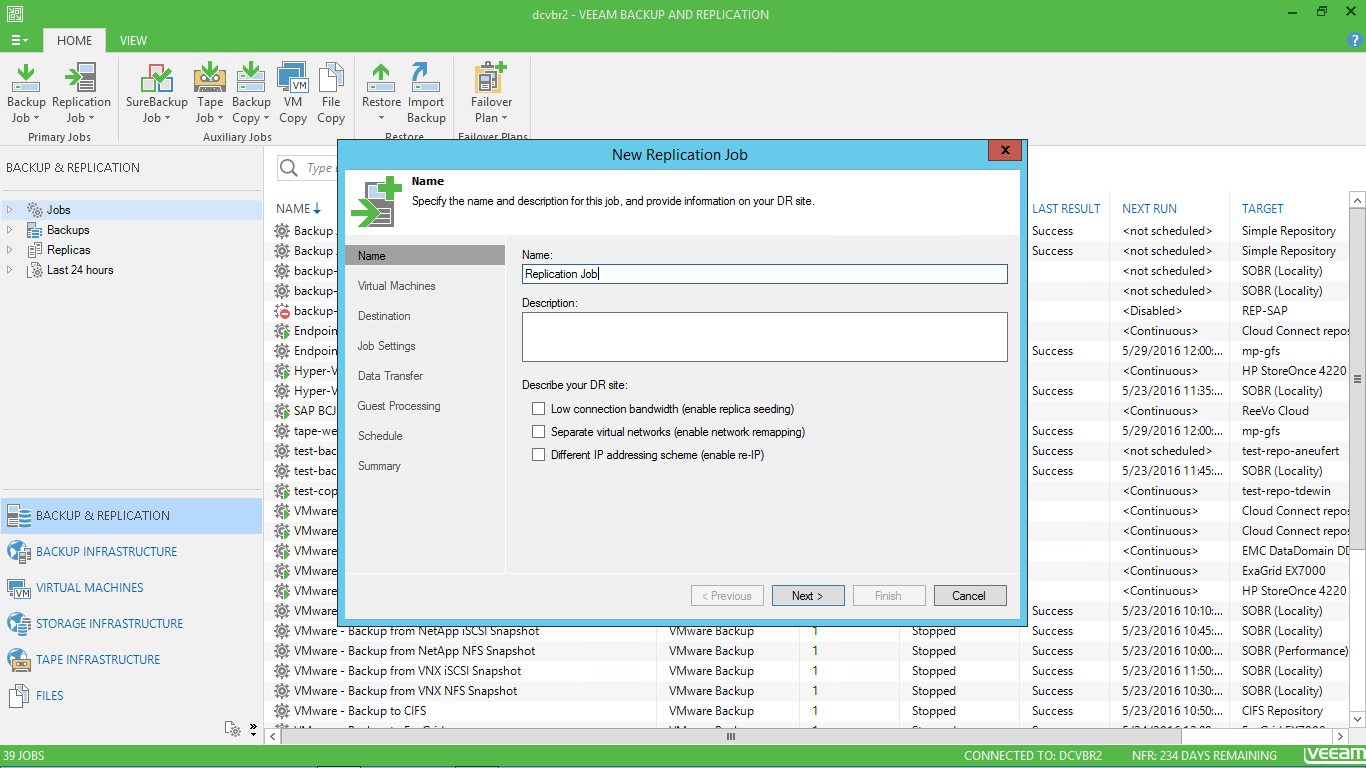 dcvbr2 - VEEAM BACKUP AND REPLICATION
HOME VIEW
?
Backup Job
Replication Job
SureBackup Job
Tape Job
Backup Copy
VM
VM Copy
File Copy
Restore
Import Backup
Failover Plan
Primary Jobs
Auxiliary Jobs
Restore
Failover Plans
BACKUP & REPLICATION
Jobs
Backups
Replicas
Last 24 hours
BACKUP & REPLICATION
BACKUP INFRASTRUCTURE
VM
VIRTUAL MACHINES
STORAGE INFRASTRUCTURE
TAPE INFRASTRUCTURE
FILES
New Replication Job
x
Name
Specify the name and description for this job, and provide information on your DR site.
Name
Virtual Machines
Destination
Job Settings
Data Transfer
Guest Processing
Schedule
Summary
Name:
Replication Job
Description:
Describe your DR site:
Low connection bandwidth (enable replica seeding)
Separate virtual networks (enable network remapping)
Different IP addressing scheme (enable re-IP)
< Previous
Next >
Finish
Cancel
Type
NAME LAST RESULT NEXT RUN TARGET
Backup Success <not scheduled> Simple Repository
Backup Success <not scheduled> Simple Repository
backup- <not scheduled> SOBR (Locality)
backup- <not scheduled> SOBR (Locality)
backup- <Disabled> REP-SAP
Endpoin <Continuous> Cloud Connect repos
Endpoin Success 5/29/2016 12:00:... mp-gfs
Hyper-V <Continuous> HP StoreOnce 4220
Hyper-V Success 5/23/2016 11:35:... SOBR (Locality)
SAP BCJ <Continuous> ReeVo Cloud
tape-we Success 5/29/2016 12:00:... mp-gfs
test-bac Success <not scheduled> test-repo-aneufert
test-bac Success 5/23/2016 11:45:... SOBR (Locality)
test-cop <Continuous> test-repo-tdewin
VMware <Continuous> Cloud Connect repos
VMware <Continuous> Cloud Connect repos
VMware <Continuous> EMC DataDomain DD
VMware <Continuous> ExaGrid EX7000
VMware <Continuous> HP StoreOnce 4220
VMware Success 5/23/2016 10:10:... SOBR (Locality)
VMware - Backup from NetApp iSCSI Snapshot VMware Backup 1 Stopped Success 5/23/2016 10:45:... SOBR (Locality)
VMware - Backup from NetApp NFS Snapshot VMware Backup 1 Stopped Success 5/23/2016 10:00:... SOBR (Performance)
VMware - Backup from VNX iSCSI Snapshot VMware Backup 1 Stopped Success 5/23/2016 11:50:... SOBR (Locality)
VMware - Backup from VNX NFS Snapshot VMware Backup 1 Stopped Success 5/23/2016 10:30:... SOBR (Locality)
VMware - Backup to CIFS VMware Backup 1 Stopped Success 5/23/2016 10:50:... CIFS Repository
39 JOBS
CONNECTED TO: DCVBR2
NFR: 234 DAYS REMAINING
veeam